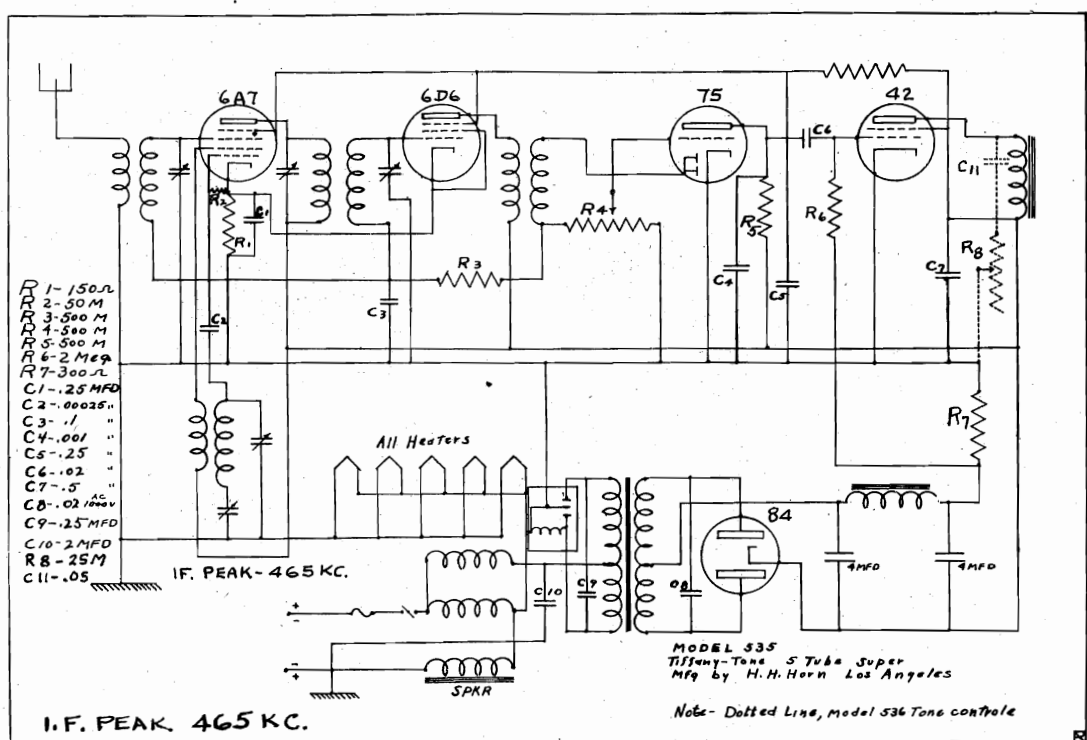 6A7
6D6
75
42
C6
C11
R2
C1
R4
R5
R6
R1
R8
R3
C4
C5
C7
C3
C2
R 1-150Ω
R 2-50 M
R 3-500 M
R 4-500 M
R 5-500 M
R 6-2 Meg
R 7-300 Ω
C1-.25 MFD
C2-.00025 "
C3-.1 "
C4-.001 "
C5-.25 "
C6-.02 "
C7-.5 "
C8-.02 AC 1000V
C9-.25 MFD
C10-2 MFD
R8-25M
C11-.05
R7
All Heaters
84
IF. PEAK-465 KC.
C10
C9
C8
4MFD
4MFD
+
-
-
+
SPKR
MODEL 535
Tiffany-Tone 5 Tube Super
Mfg by H.H. Horn Los Angeles
Note- Dotted Line, Model 536 Tone controle
I.F. PEAK. 465 KC.
R